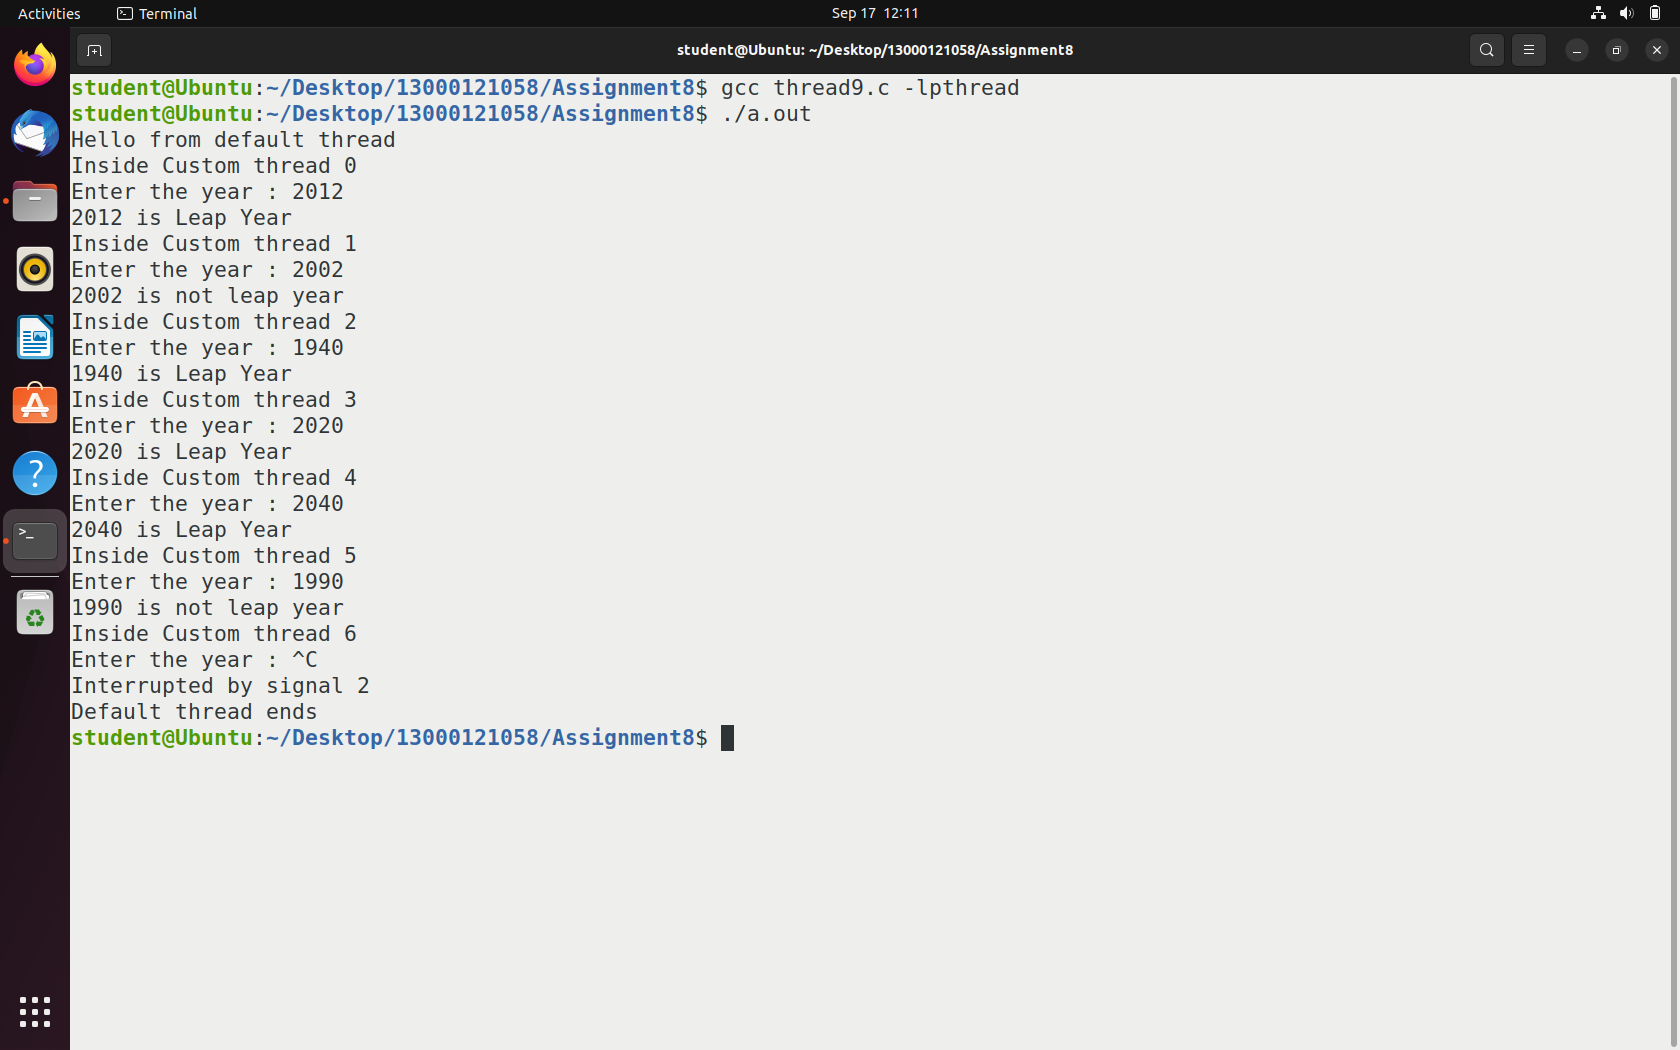 Activities Terminal Sep 17 12:11
student@Ubuntu: ~/Desktop/13000121058/Assignment8
student@Ubuntu:~/Desktop/13000121058/Assignment8$ gcc thread9.c -lpthread
student@Ubuntu:~/Desktop/13000121058/Assignment8$ ./a.out
Hello from default thread
Inside Custom thread 0
Enter the year : 2012
2012 is Leap Year
Inside Custom thread 1
Enter the year : 2002
2002 is not leap year
Inside Custom thread 2
Enter the year : 1940
1940 is Leap Year
Inside Custom thread 3
Enter the year : 2020
2020 is Leap Year
Inside Custom thread 4
Enter the year : 2040
2040 is Leap Year
Inside Custom thread 5
Enter the year : 1990
1990 is not leap year
Inside Custom thread 6
Enter the year : ^C
Interrupted by signal 2
Default thread ends
student@Ubuntu:~/Desktop/13000121058/Assignment8$